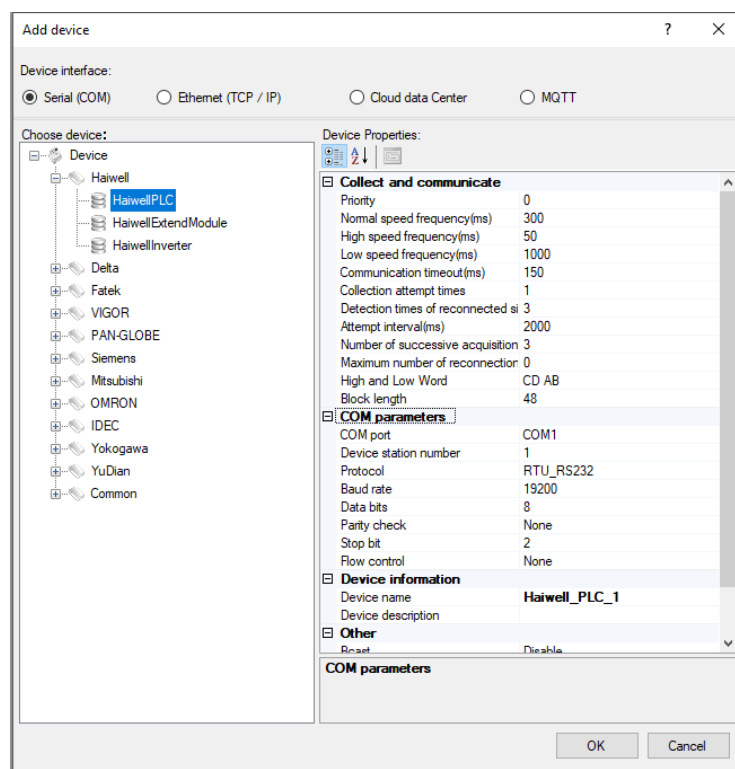 Add device
Device interface:
Serial (COM) Ethernet (TCP / IP) Cloud data Center MQTT
Choose device:
Device
Haiwell
HaiwellPLC
HaiwellExtendModule
HaiwellInverter
Delta
Fatek
VIGOR
PAN-GLOBE
Siemens
Mitsubishi
OMRON
IDEC
Yokogawa
YuDian
Common
Device Properties:
Collect and communicate
Priority 0
Normal speed frequency(ms) 300
High speed frequency(ms) 50
Low speed frequency(ms) 1000
Communication timeout(ms) 150
Collection attempt times 1
Detection times of reconnected si 3
Attempt interval(ms) 2000
Number of successive acquisition 3
Maximum number of reconnection 0
High and Low Word CD AB
Block length 48
COM parameters
COM port COM1
Device station number 1
Protocol RTU_RS232
Baud rate 19200
Data bits 8
Parity check None
Stop bit 2
Flow control None
Device information
Device name Haiwell_PLC_1
Device description
Other
Bcast Disable
COM parameters
OK Cancel